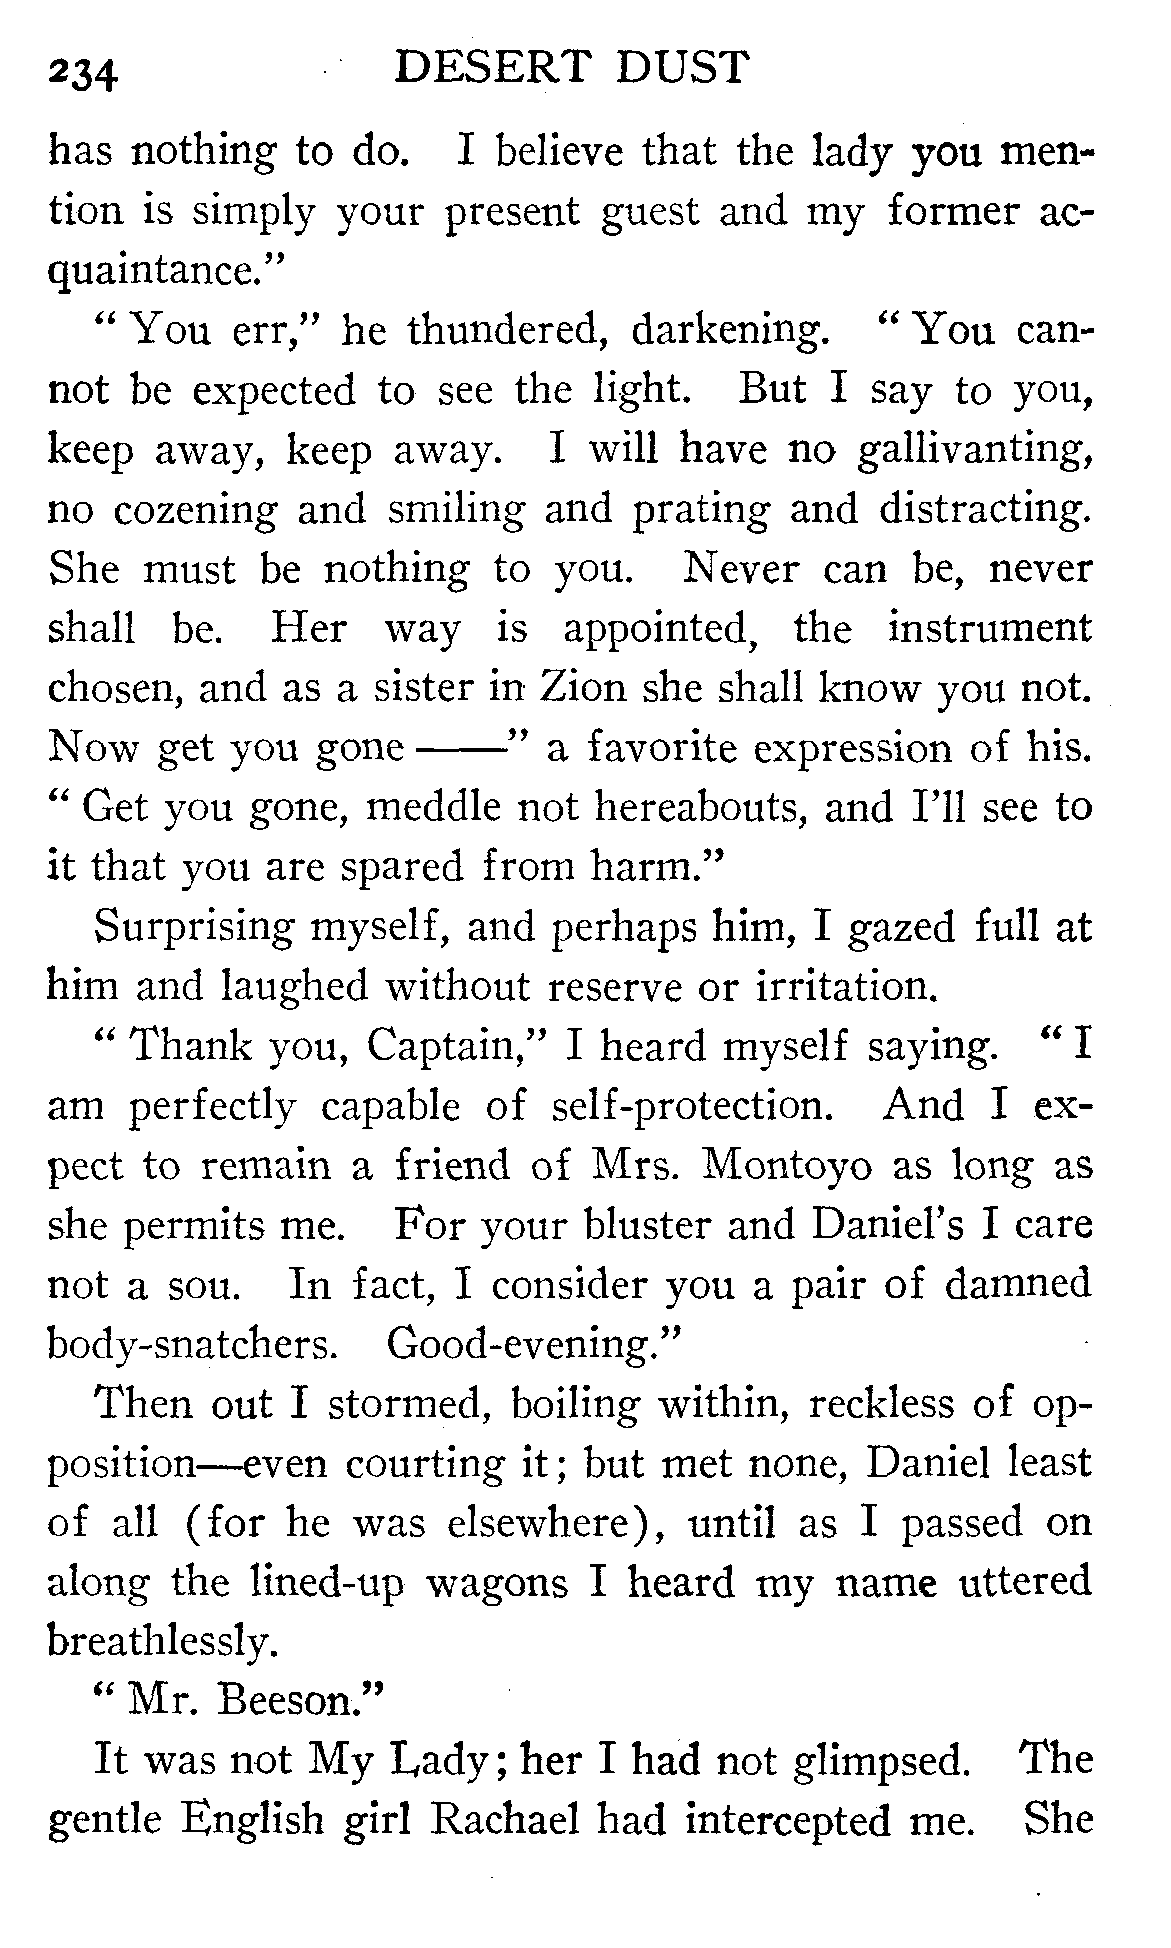 234 DESERT DUST
has nothing to do. I believe that the lady you men-
tion is simply your present guest and my former ac-
quaintance."
" You err," he thundered, darkening. " You can-
not be expected to see the light. But I say to you,
keep away, keep away. I will have no gallivanting,
no cozening and smiling and prating and distracting.
She must be nothing to you. Never can be, never
shall be. Her way is appointed, the instrument
chosen, and as a sister in Zion she shall know you not.
Now get you gone ——" a favorite expression of his.
" Get you gone, meddle not hereabouts, and I'll see to
it that you are spared from harm."
Surprising myself, and perhaps him, I gazed full at
him and laughed without reserve or irritation.
" Thank you, Captain," I heard myself saying. " I
am perfectly capable of self-protection. And I ex-
pect to remain a friend of Mrs. Montoyo as long as
she permits me. For your bluster and Daniel's I care
not a sou. In fact, I consider you a pair of damned
body-snatchers. Good-evening."
Then out I stormed, boiling within, reckless of op-
position—even courting it; but met none, Daniel least
of all (for he was elsewhere), until as I passed on
along the lined-up wagons I heard my name uttered
breathlessly.
" Mr. Beeson."
It was not My Lady; her I had not glimpsed. The
gentle English girl Rachael had intercepted me. She